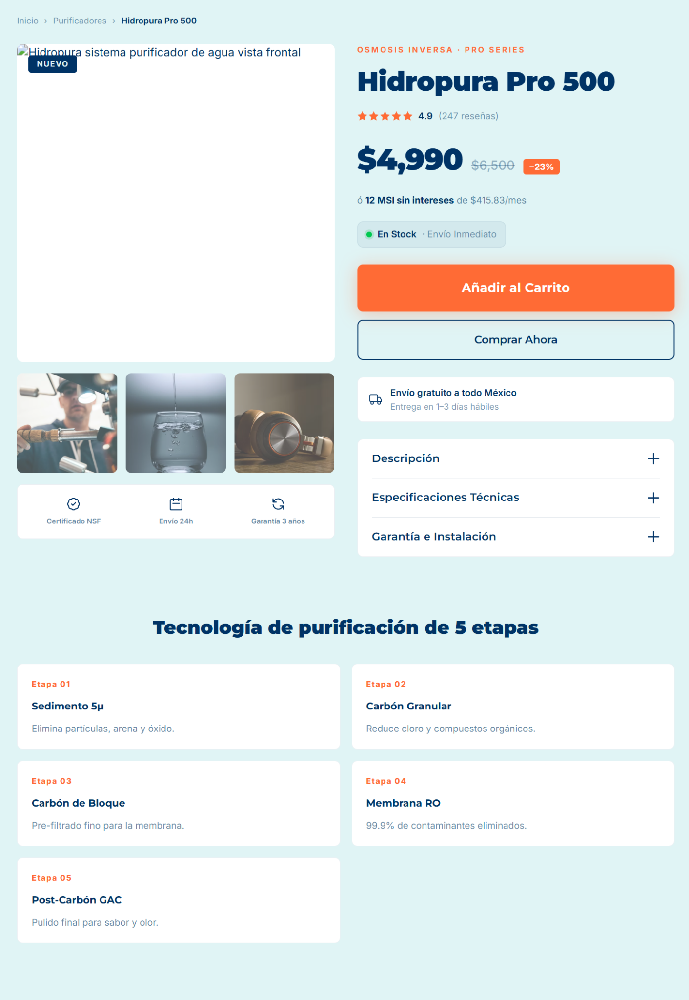 Inicio › Purificadores › Hidropura Pro 500
Hidropura sistema purificador de agua vista frontal
NUEVO
Certificado NSF
Envío 24h
Garantía 3 años
OSMOSIS INVERSA · PRO SERIES
Hidropura Pro 500
4.9 (247 reseñas)
$4,990 $6,500 −23%
ó 12 MSI sin intereses de $415.83/mes
En Stock · Envío Inmediato
Añadir al Carrito
Comprar Ahora
Envío gratuito a todo México
Entrega en 1–3 días hábiles
Descripción
Especificaciones Técnicas
Garantía e Instalación
Tecnología de purificación de 5 etapas
Etapa 01
Sedimento 5µ
Elimina partículas, arena y óxido.
Etapa 02
Carbón Granular
Reduce cloro y compuestos orgánicos.
Etapa 03
Carbón de Bloque
Pre-filtrado fino para la membrana.
Etapa 04
Membrana RO
99.9% de contaminantes eliminados.
Etapa 05
Post-Carbón GAC
Pulido final para sabor y olor.